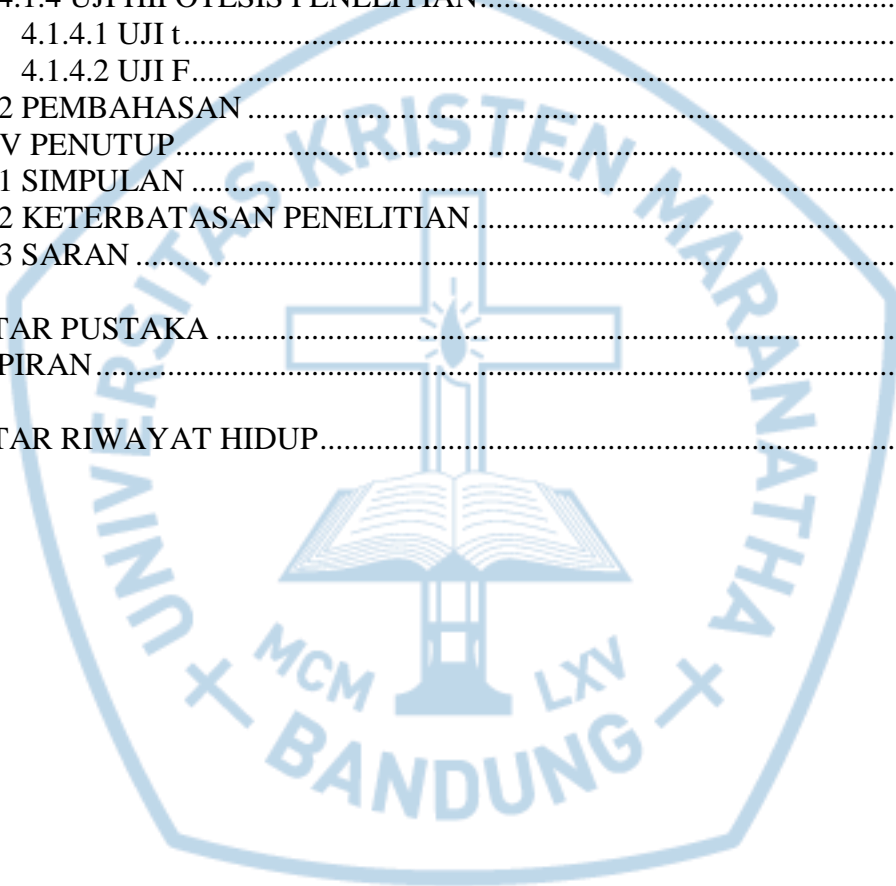 4.1.4 UJI HIPOTESIS PENELITIAN
4.1.4.1 UJI t
4.1.4.2 UJI F
2 PEMBAHASAN
V PENUTUP
1 SIMPULAN
2 KETERBATASAN PENELITIAN
3 SARAN
TAR PUSTAKA
PIRAN
TAR RIWAYAT HIDUP
UNIVERSITAS KRISTEN MARANATHA
MCM LXV
BANDUNG